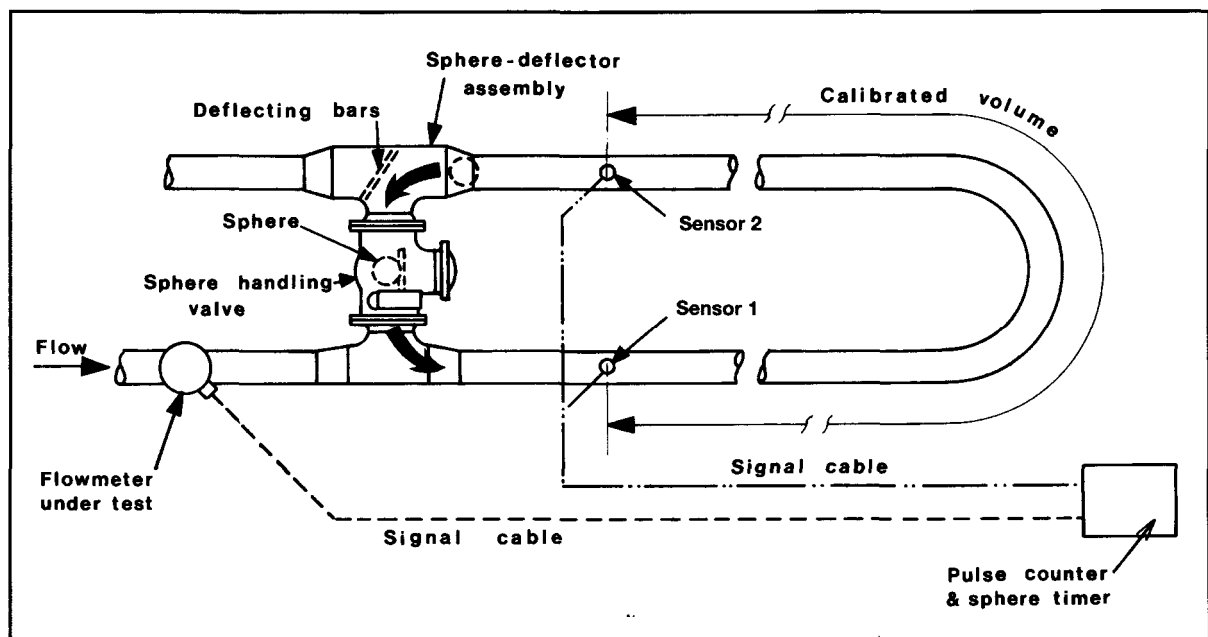 Sphere-deflector
assembly
Deflecting bars
Calibrated volume
Sphere
Sensor 2
Sphere handling
valve
Sensor 1
Flow
Signal cable
Flowmeter
under test
Signal cable
Pulse counter
& sphere timer